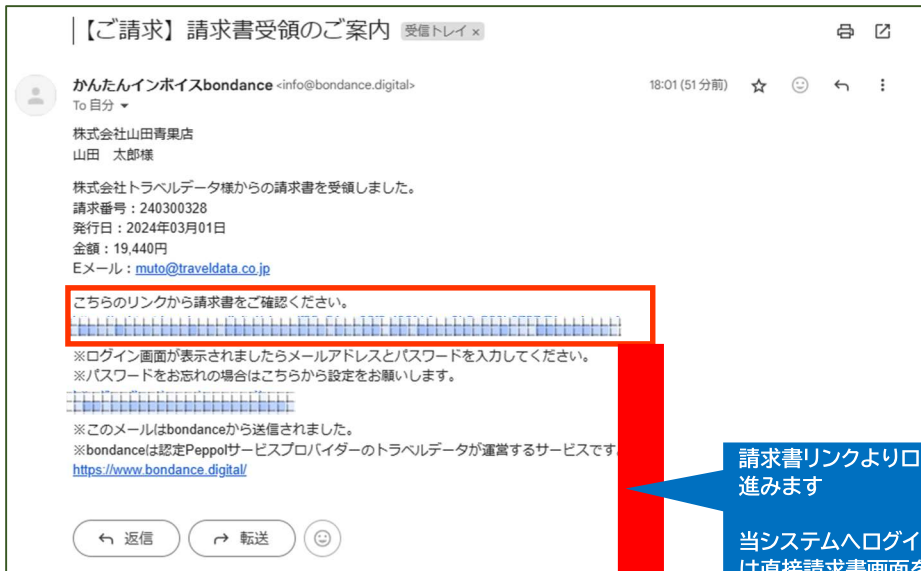 【ご請求】請求書受領のご案内 受信トレイ ×
かんたんインボイスbondance <info@bondance.digital> 18:01 (51 分前)
To 自分
株式会社山田青果店
山田　太郎様
株式会社トラベルデータ様からの請求書を受領しました。
請求番号：240300328
発行日：2024年03月01日
金額：19,440円
Eメール：muto@traveldata.co.jp
こちらのリンクから請求書をご確認ください。
※ログイン画面が表示されましたらメールアドレスとパスワードを入力してください。
※パスワードをお忘れの場合はこちらから設定をお願いします。
※このメールはbondanceから送信されました。
※bondanceは認定Peppolサービスプロバイダーのトラベルデータが運営するサービスです
https://www.bondance.digital/
請求書リンクよりロ
進みます
当システムへログイ
は直接請求書画面を
返信
転送